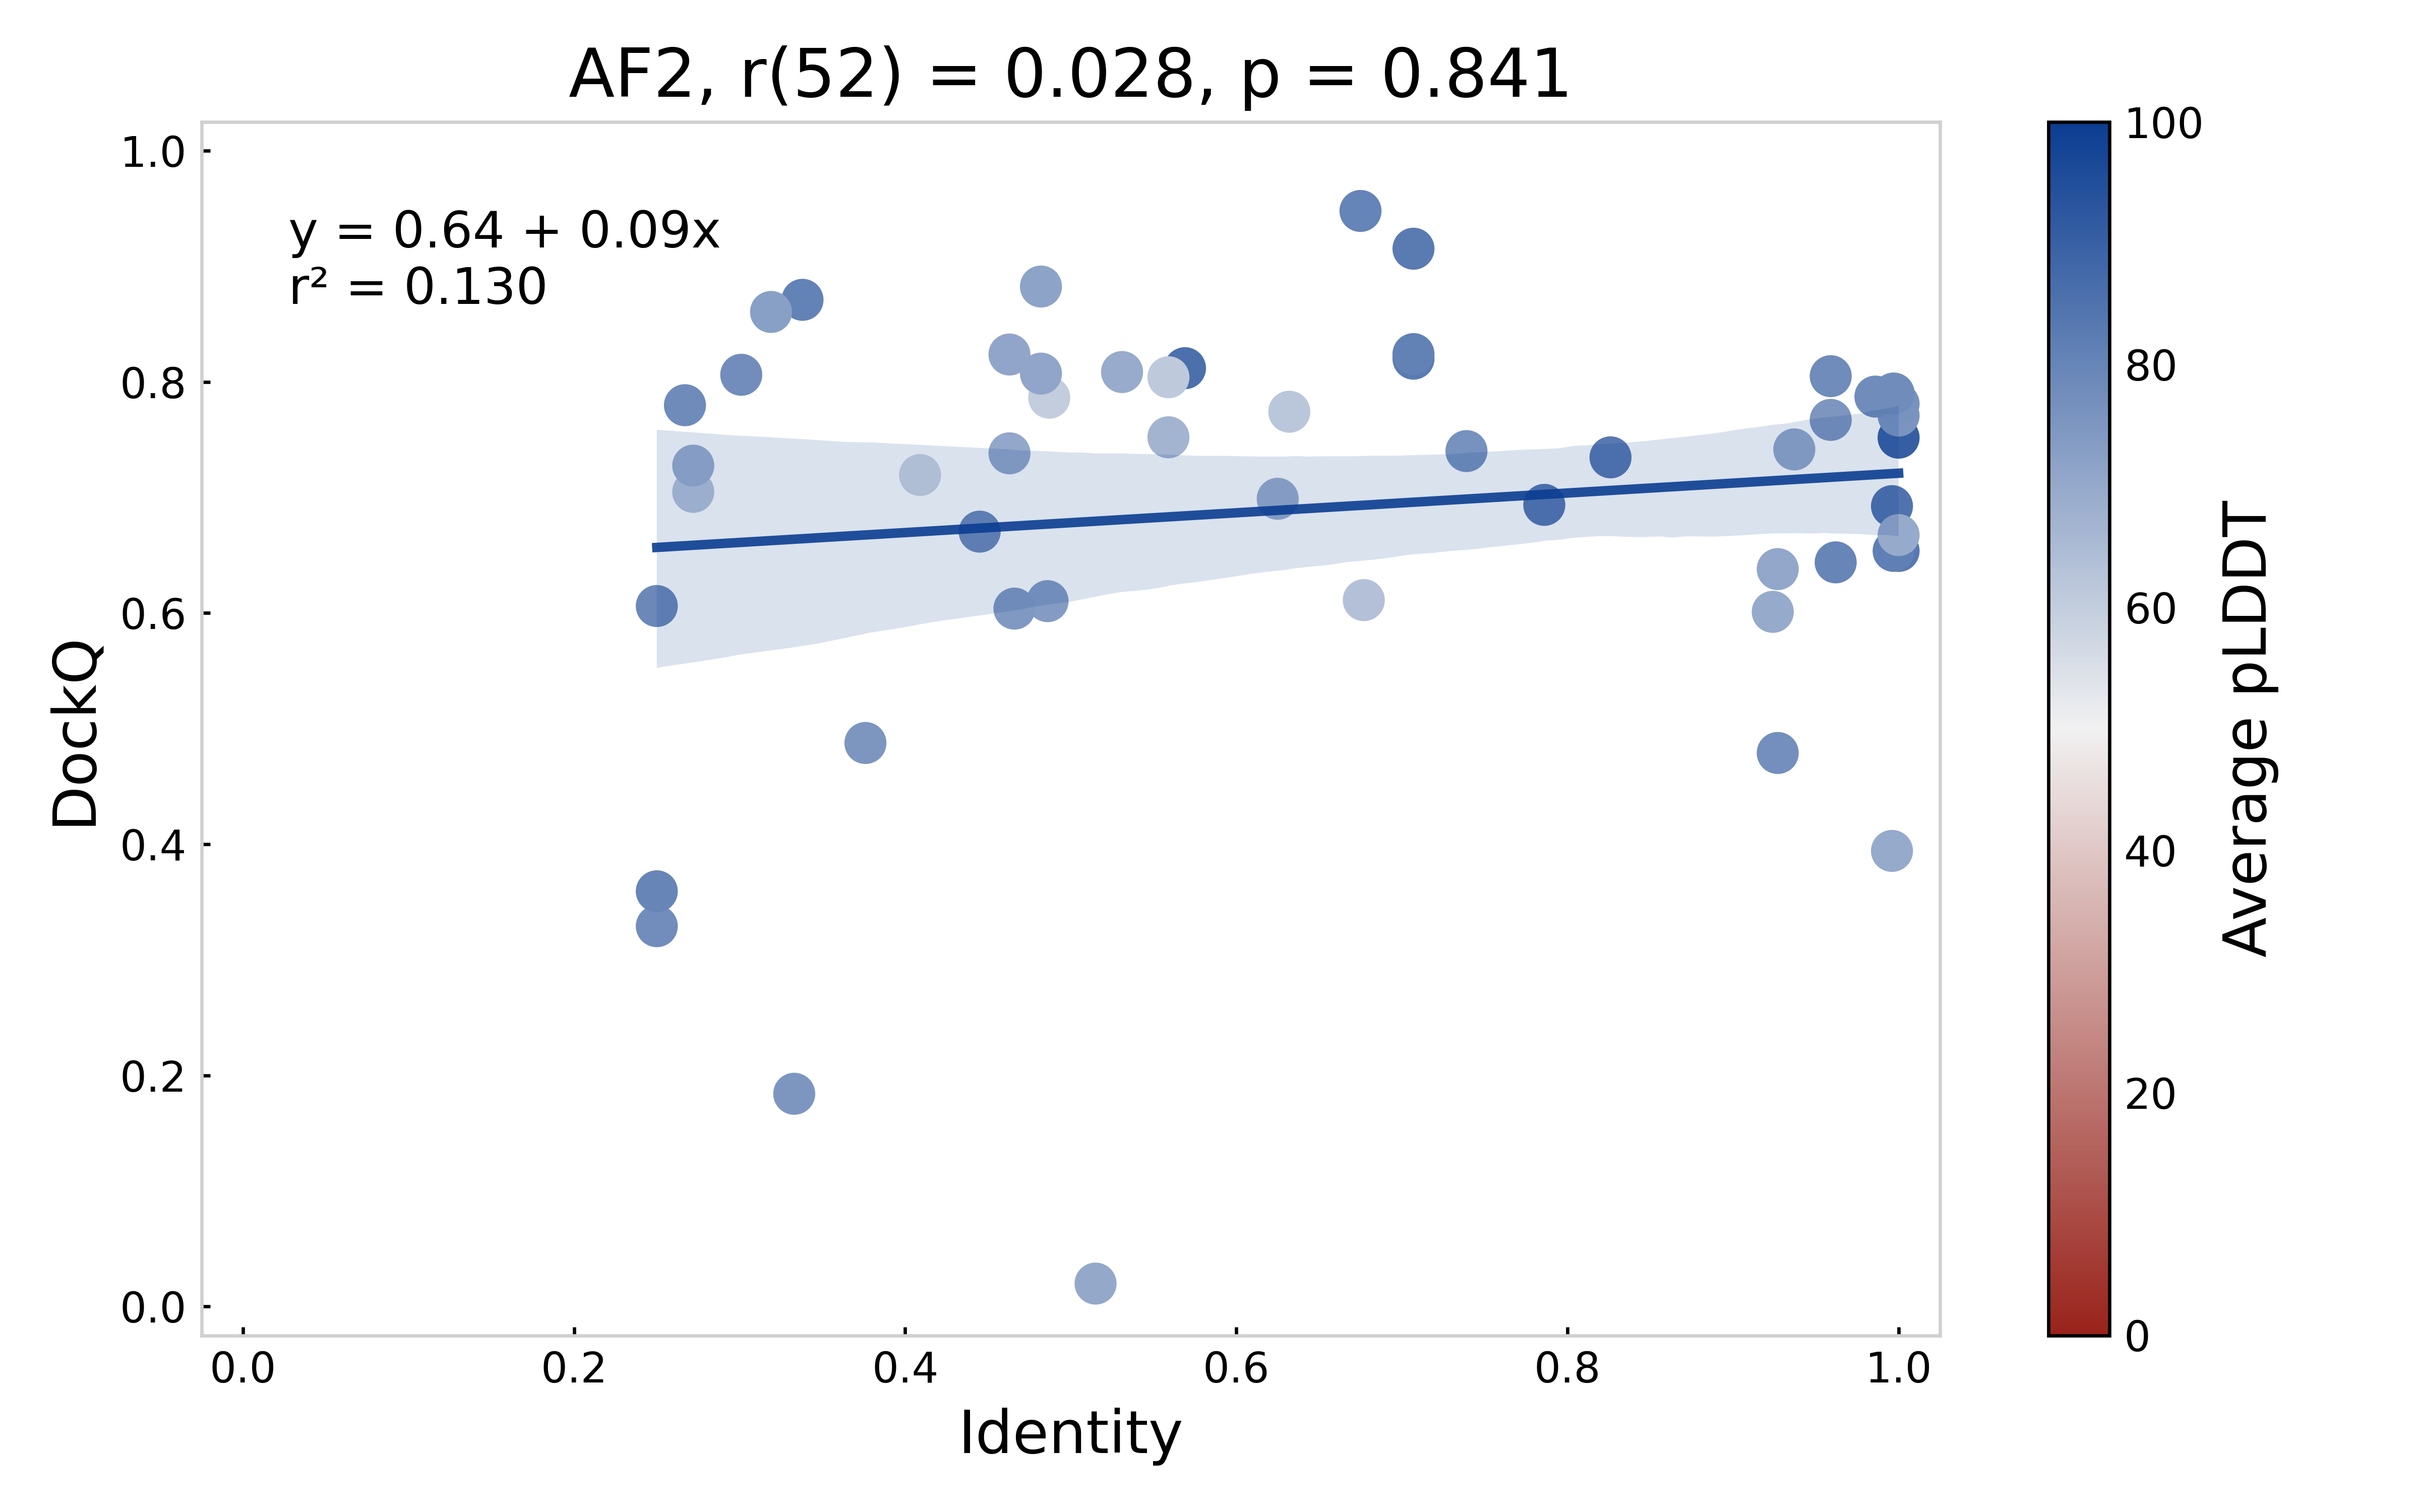 AF2, r(52) = 0.028, p = 0.841
y = 0.64 + 0.09x
r² = 0.130
DockQ
1.0
0.8
0.6
0.4
0.2
0.0
0.0 0.2 0.4 0.6 0.8 1.0
Identity
100
80
60
40
20
0
Average pLDDT